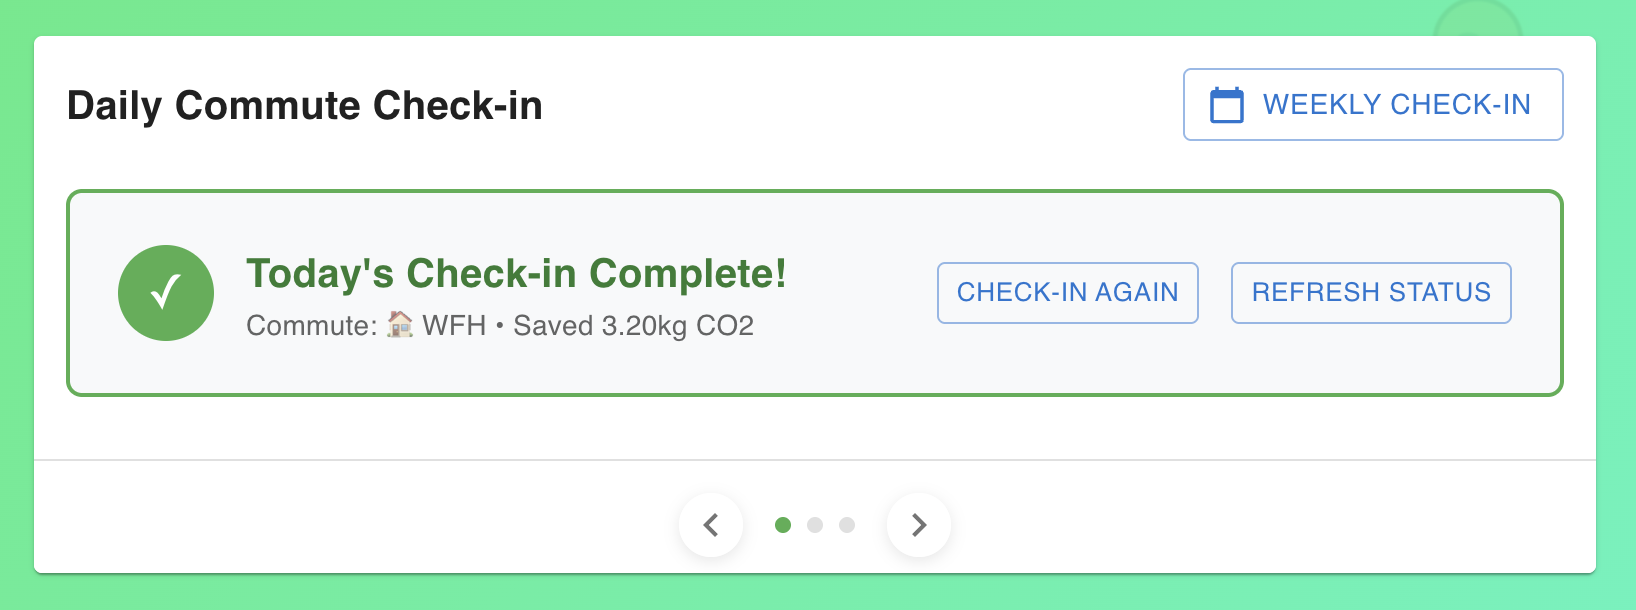 Daily Commute Check-in
WEEKLY CHECK-IN
Today's Check-in Complete!
Commute: 🏠 WFH • Saved 3.20kg CO2
CHECK-IN AGAIN
REFRESH STATUS